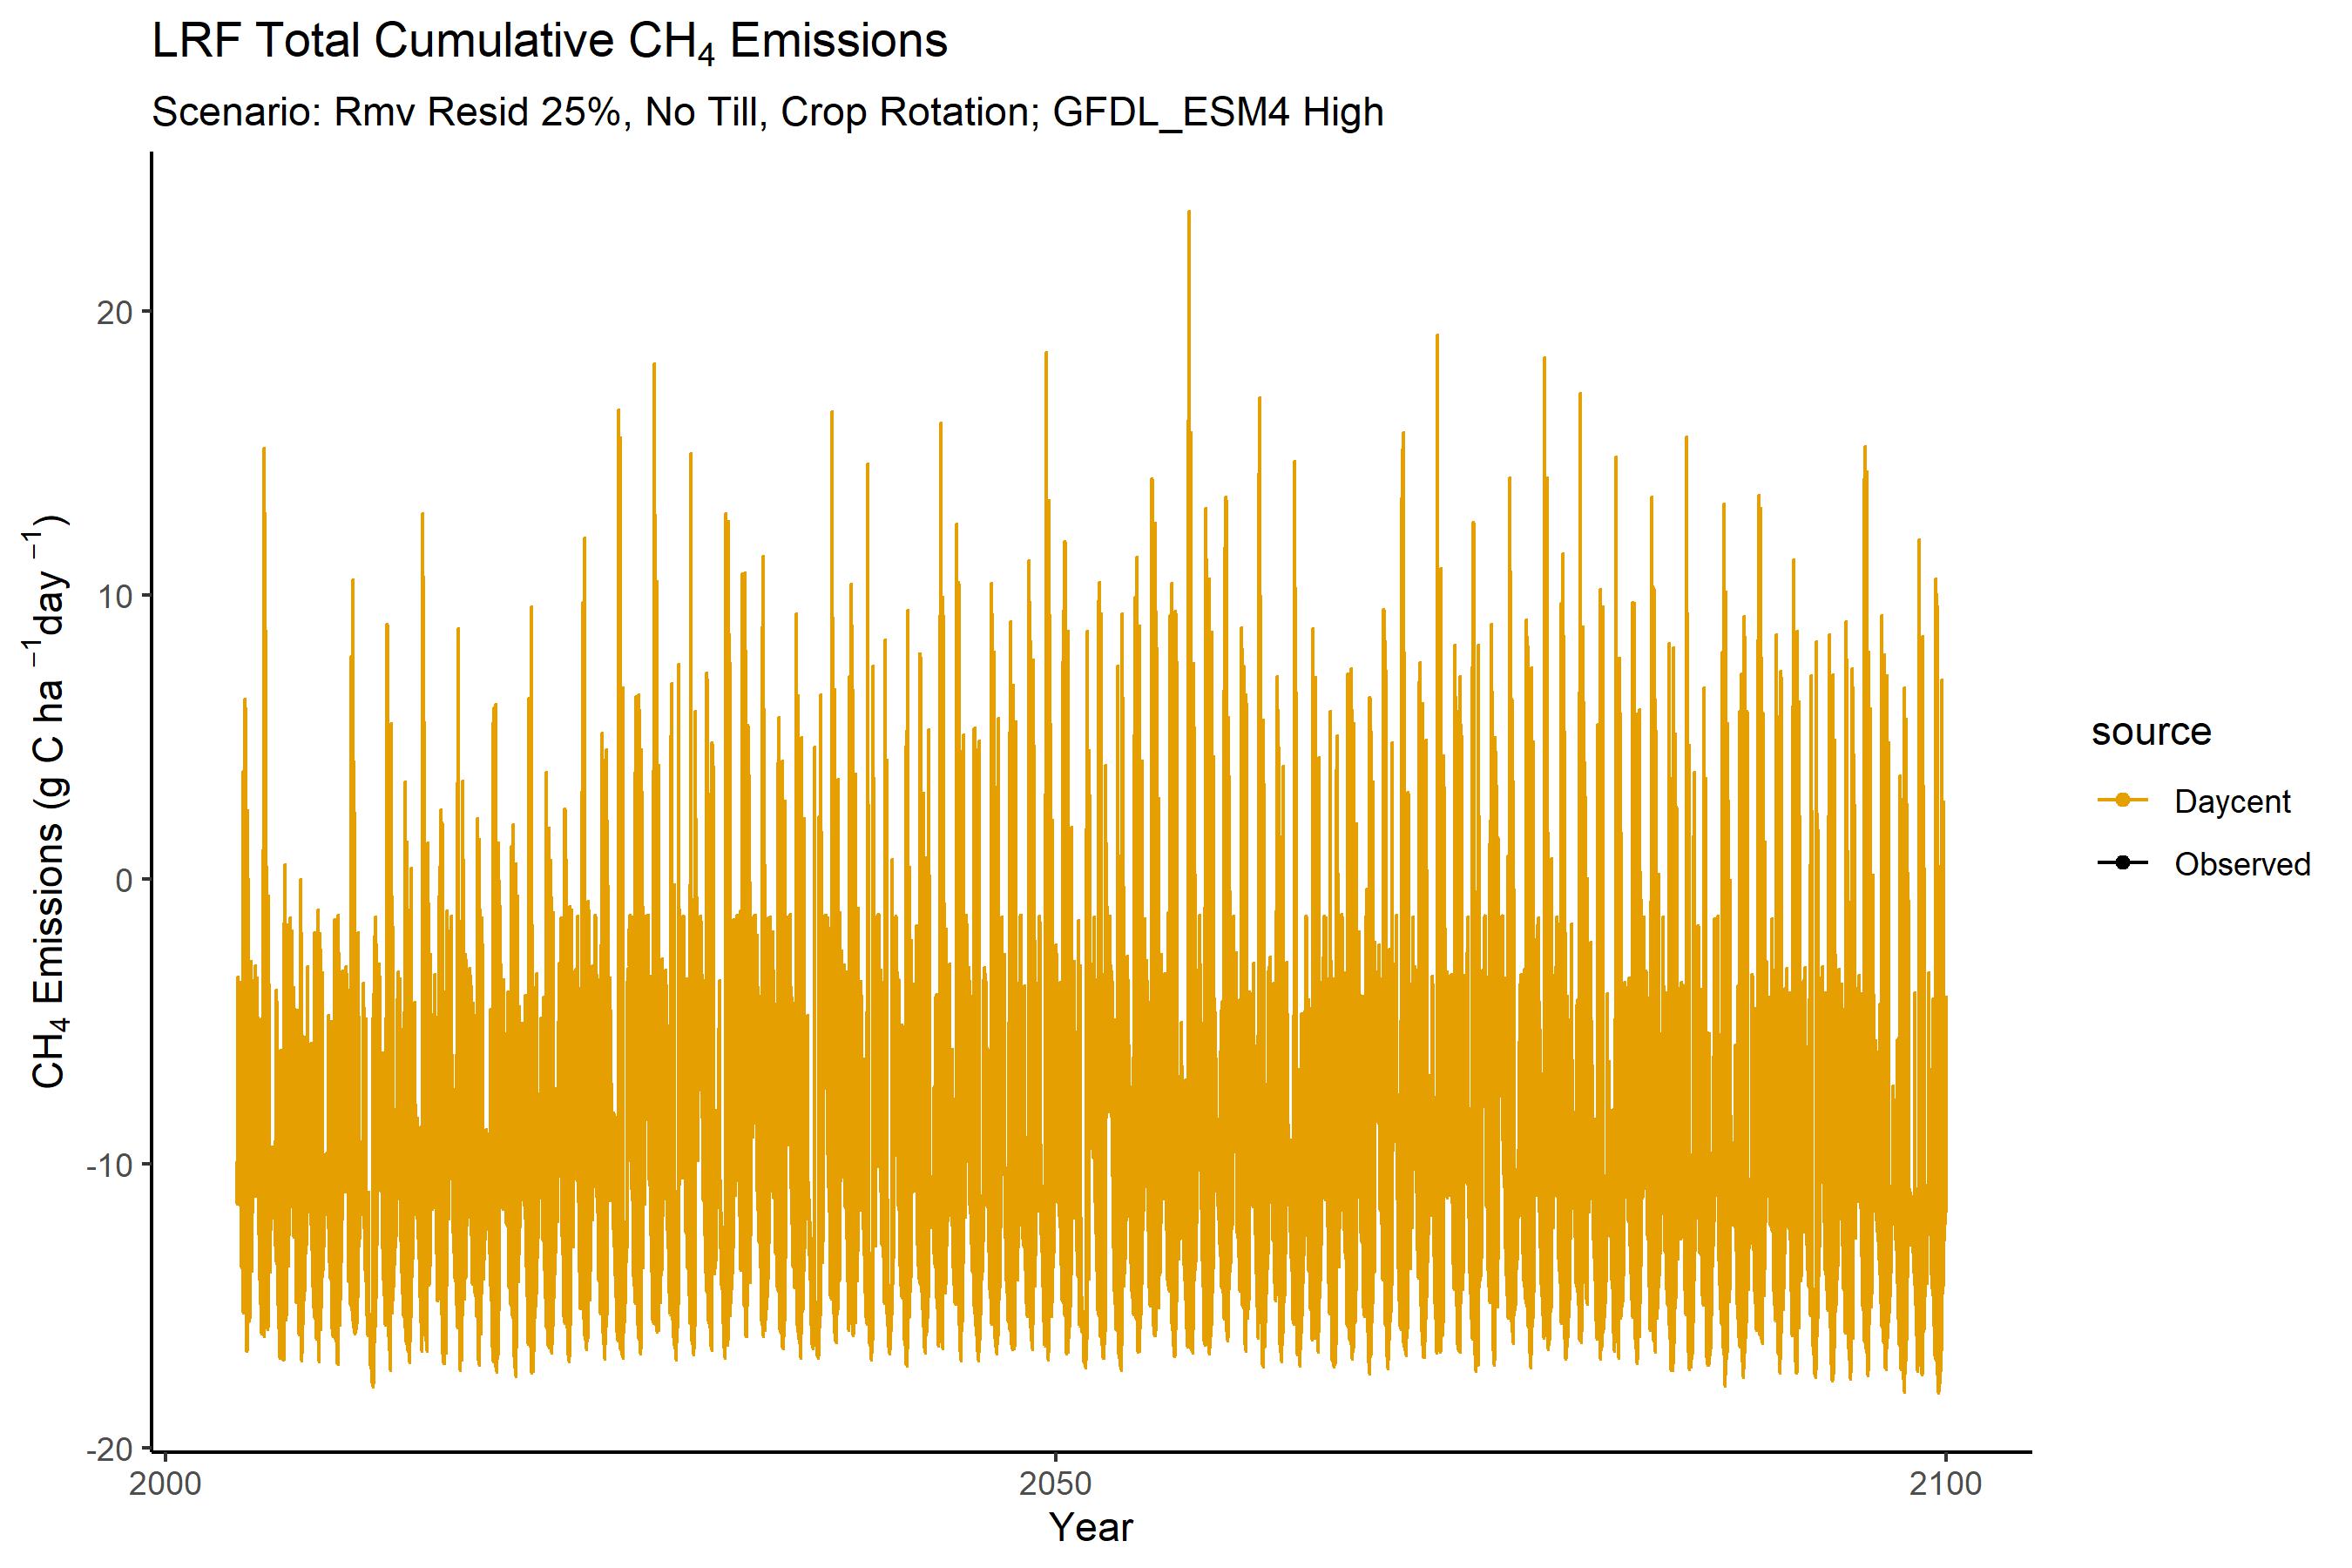 LRF Total Cumulative CH₄ Emissions
Scenario: Rmv Resid 25%, No Till, Crop Rotation; GFDL_ESM4 High
CH₄ Emissions (g C ha ⁻¹day ⁻¹)
20
10
0
-10
-20
2000
2050
2100
Year
source
Daycent
Observed